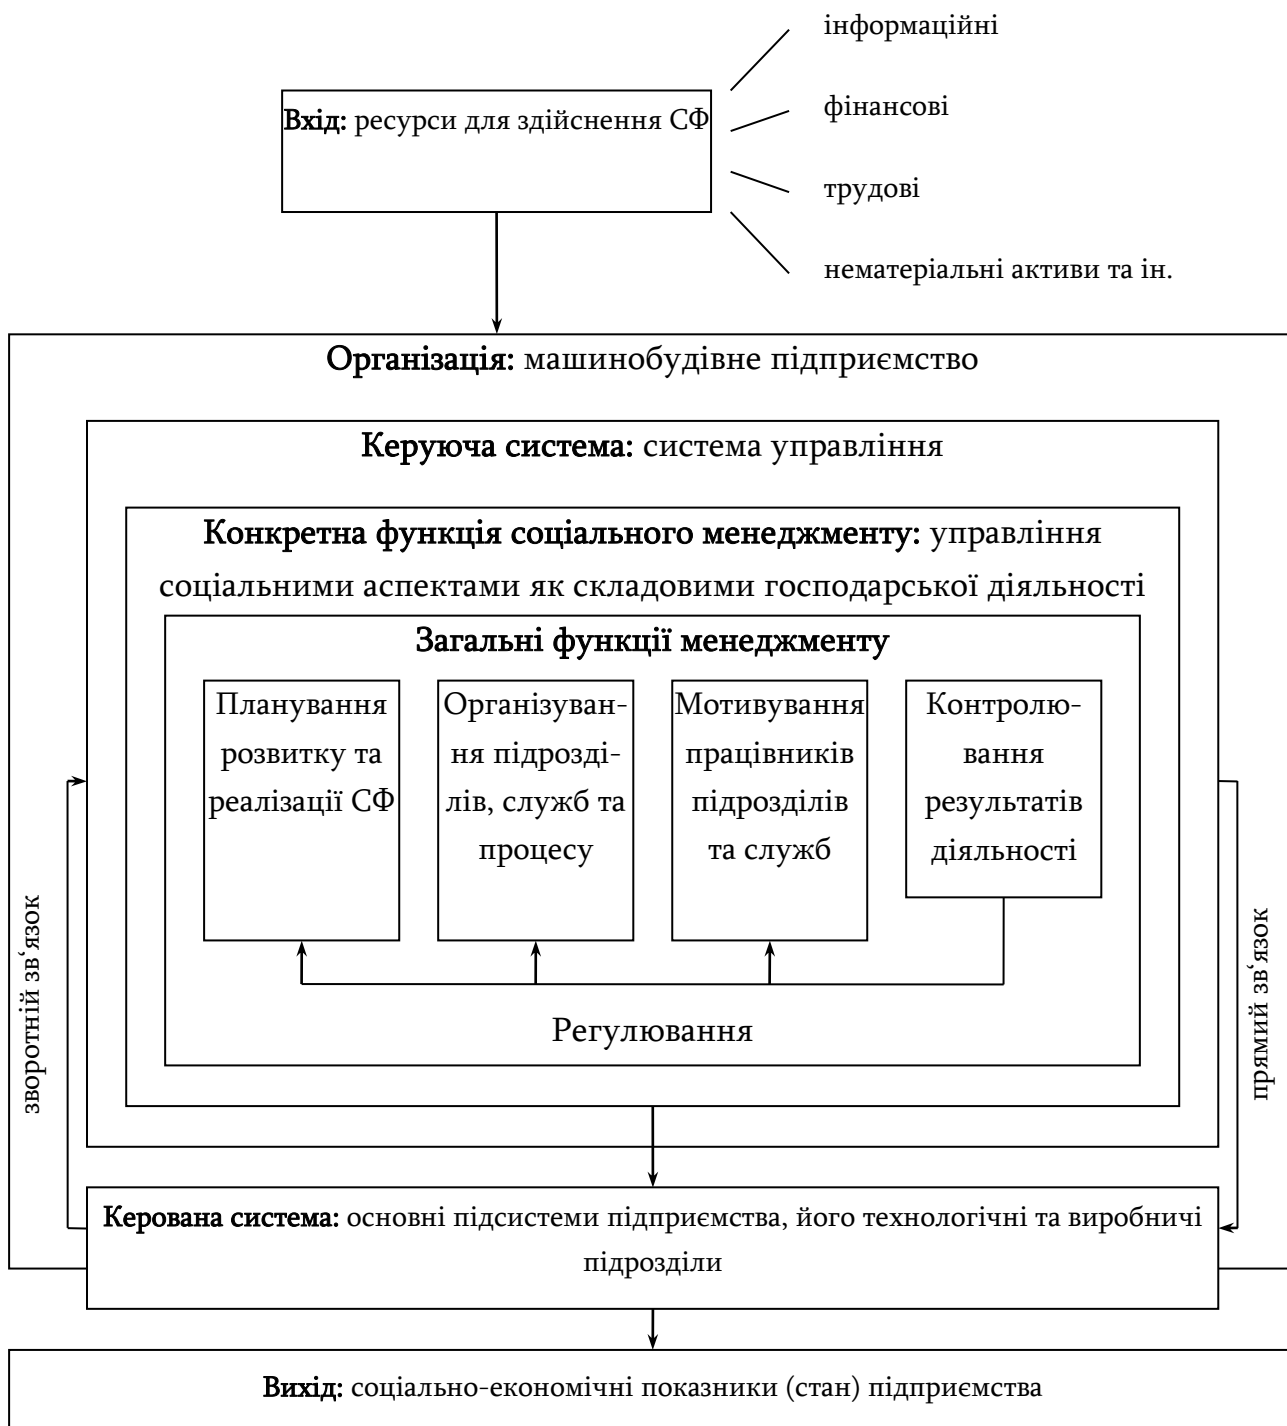 інформаційні
Вхід: ресурси для здійснення СФ
фінансові
трудові
нематеріальні активи та ін.
Організація: машинобудівне підприємство
Керуюча система: система управління
Конкретна функція соціального менеджменту: управління
соціальними аспектами як складовими господарської діяльності
Загальні функції менеджменту
Планування
розвитку та
реалізації СФ
Організуван-
ня підрозді-
лів, служб та
процесу
Мотивування
працівників
підрозділів
та служб
Контролю-
вання
результатів
діяльності
Регулювання
зворотній зв‘язок
прямий зв‘язок
Керована система: основні підсистеми підприємства, його технологічні та виробничі
підрозділи
Вихід: соціально-економічні показники (стан) підприємства